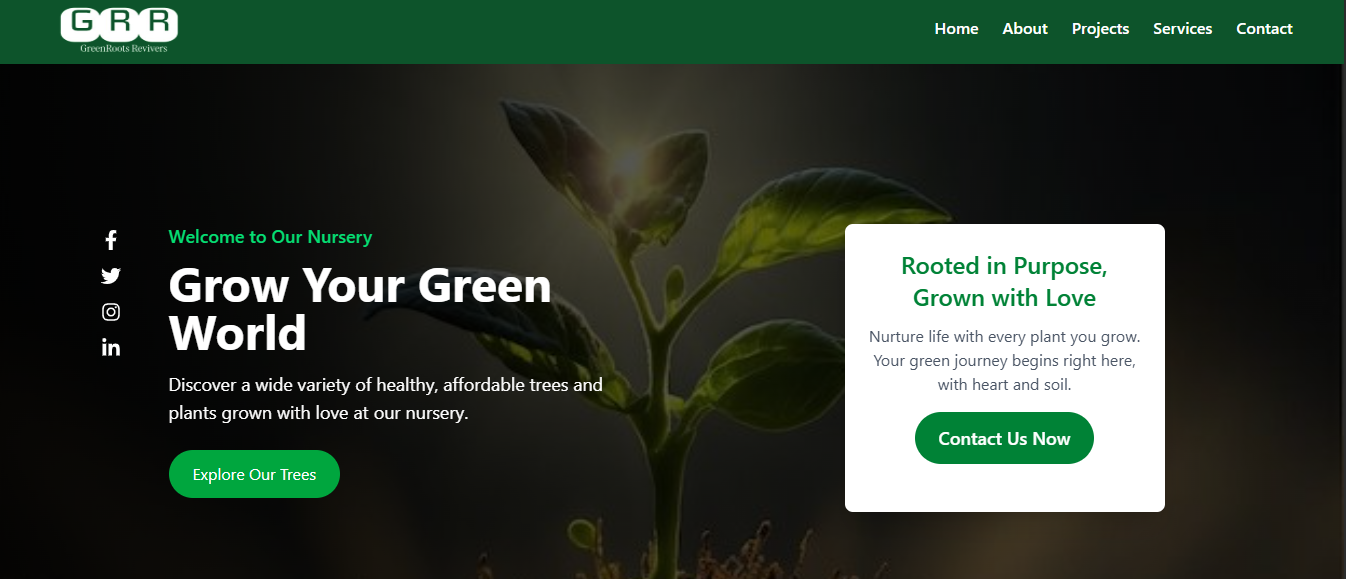 GRR
GreenRoots Revivers
Home About Projects Services Contact
Welcome to Our Nursery
Grow Your Green
World
Discover a wide variety of healthy, affordable trees and
plants grown with love at our nursery.
Explore Our Trees
Rooted in Purpose,
Grown with Love
Nurture life with every plant you grow.
Your green journey begins right here,
with heart and soil.
Contact Us Now